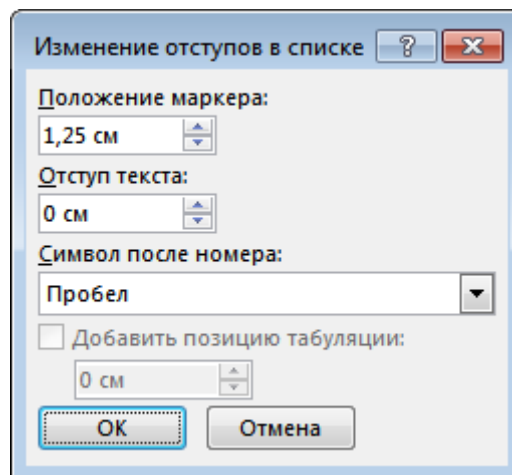 Изменение отступов в списке
Положение маркера:
1,25 см
Отступ текста:
0 см
Символ после номера:
Пробел
Добавить позицию табуляции:
0 см
ОК Отмена